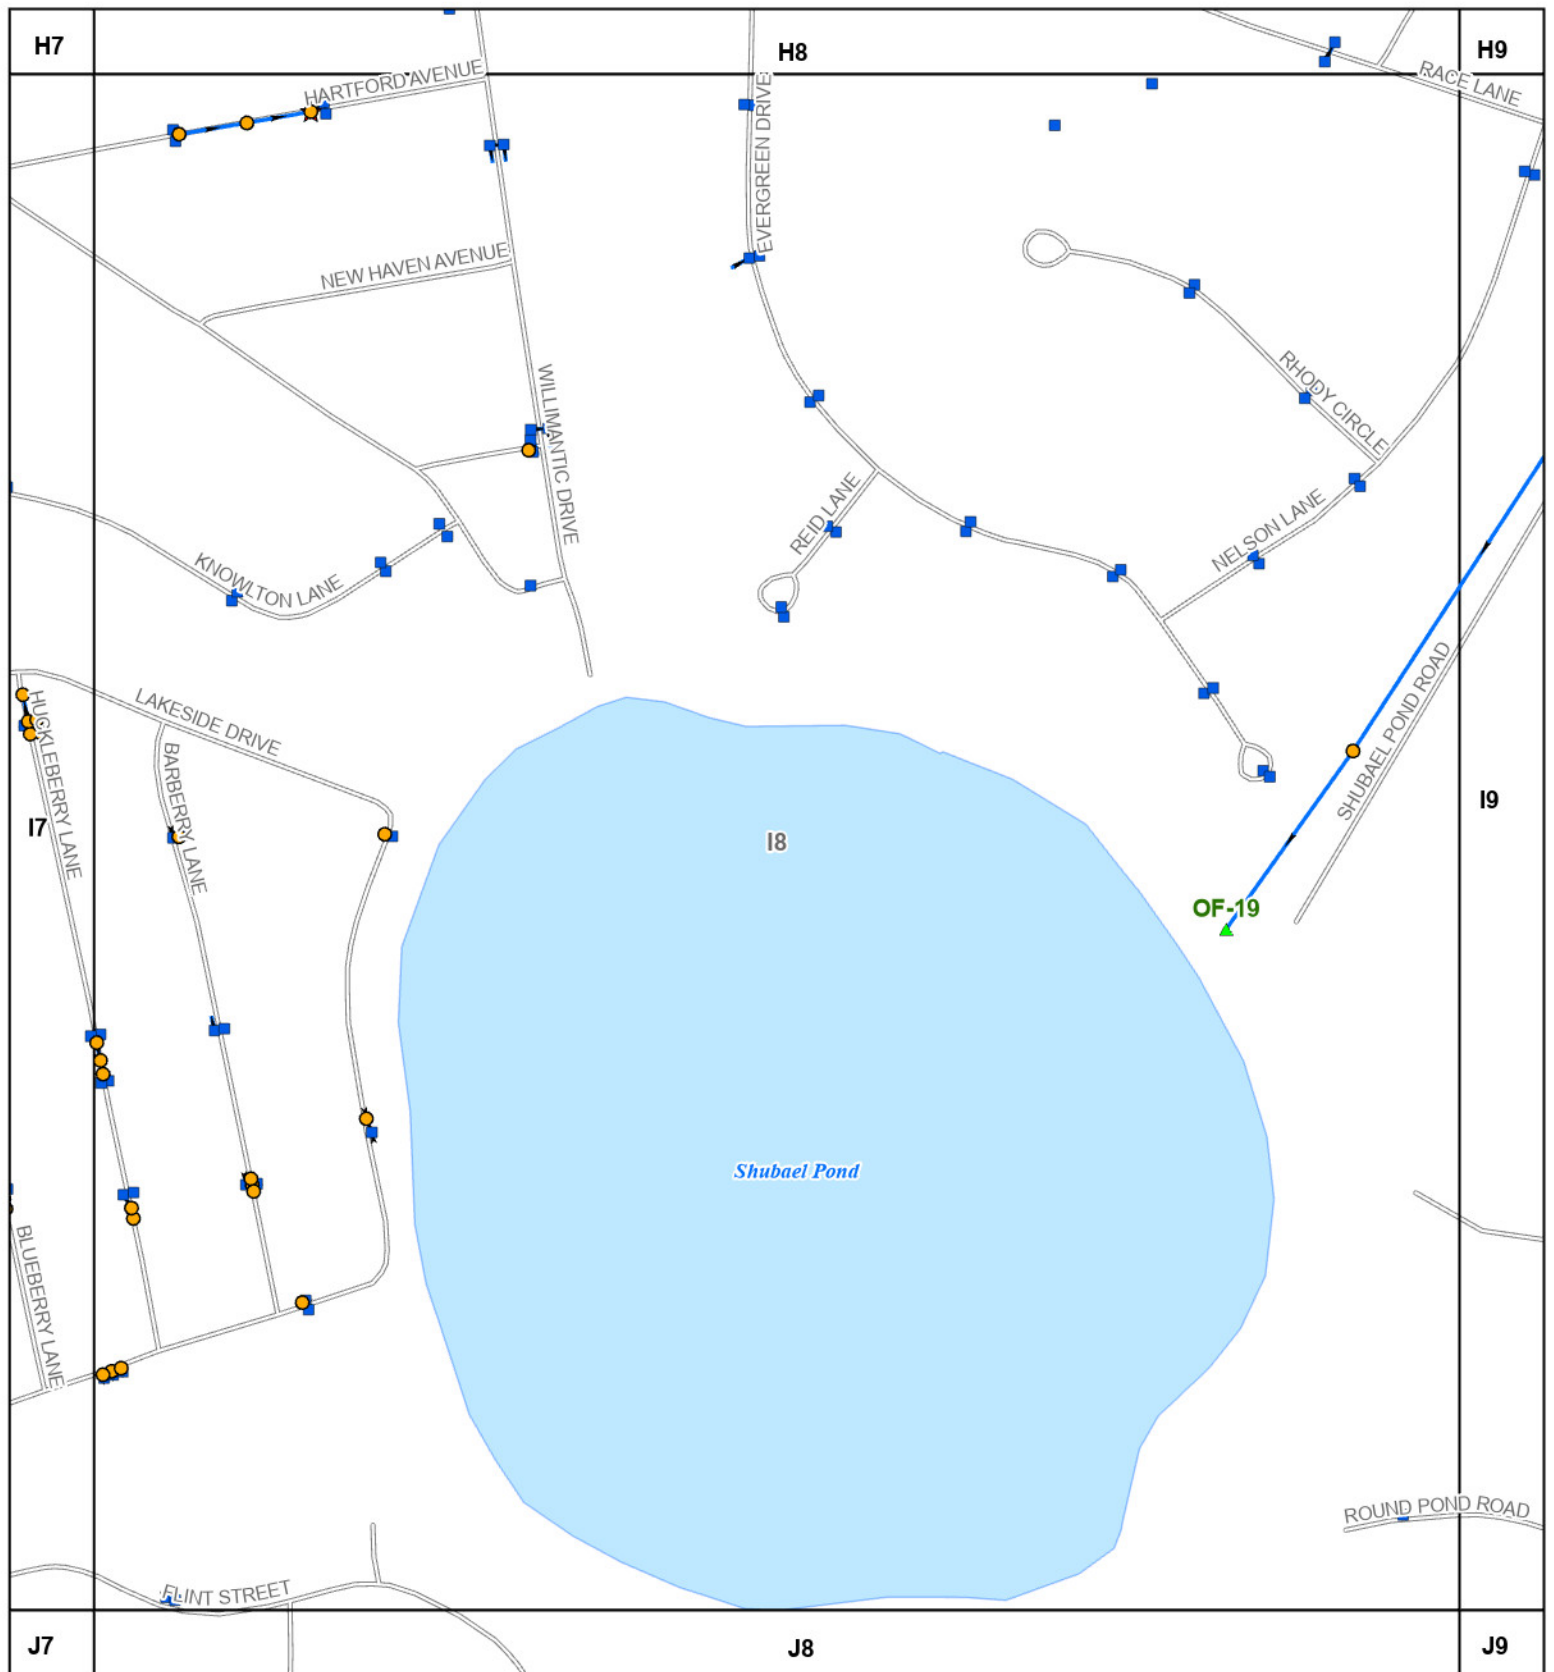 H7
H8
H9
HARTFORD AVENUE
RACE LANE
EVERGREEN DRIVE
NEW HAVEN AVENUE
WILLIMANTIC DRIVE
RHODY CIRCLE
REID LANE
NELSON LANE
KNOWLTON LANE
SHUBAEL POND ROAD
LAKESIDE DRIVE
HUCKLEBERRY LANE
BARBERRY LANE
I7
I8
I9
OF-19
Shubael Pond
BLUEBERRY LANE
ROUND POND ROAD
FLINT STREET
J7
J8
J9